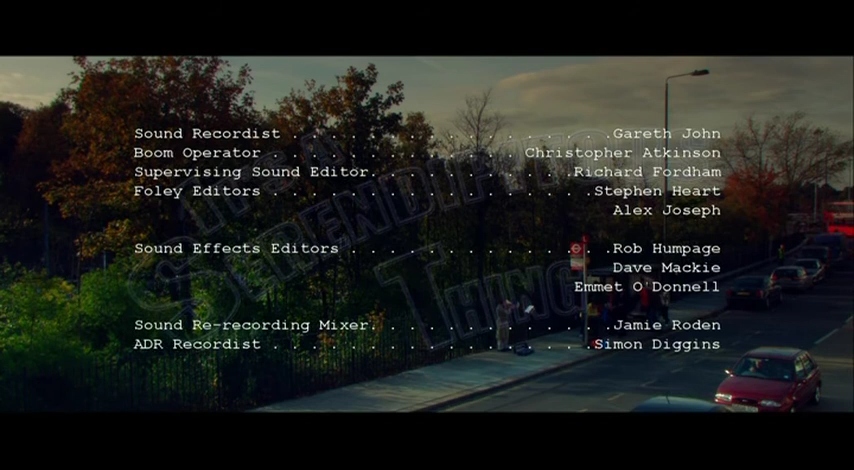 Sound Recordist . . . . . . . . . . . . . . . . .Gareth John
Boom Operator . . . . . . . . . . . . . Christopher Atkinson
Supervising Sound Editor. . . . . . . . . . .Richard Fordham
Foley Editors . . . . . . . . . . . . . . . . .Stephen Heart
Alex Joseph
Sound Effects Editors . . . . . . . . . . . . . .Rob Humpage
Dave Mackie
Emmet O'Donnell
Sound Re-recording Mixer. . . . . . . . . . . . .Jamie Roden
ADR Recordist . . . . . . . . . . . . . . . . .Simon Diggins